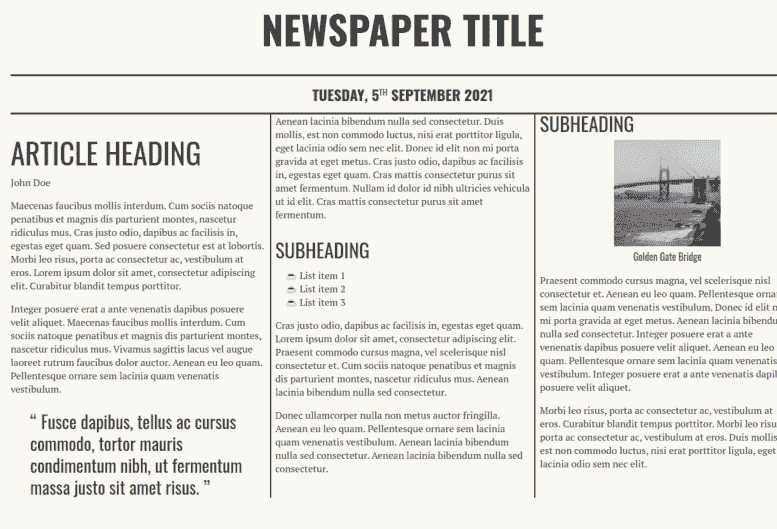 NEWSPAPER TITLE
TUESDAY, 5TH SEPTEMBER 2021
ARTICLE HEADING
John Doe
Maecenas faucibus mollis interdum. Cum sociis natoque
penatibus et magnis dis parturient montes, nascetur
ridiculus mus. Cras justo odio, dapibus ac facilisis in,
egestas eget quam. Sed posuere consectetur est at lobortis.
Morbi leo risus, porta ac consectetur ac, vestibulum at
eros. Lorem ipsum dolor sit amet, consectetur adipiscing
elit. Curabitur blandit tempus porttitor.
Integer posuere erat a ante venenatis dapibus posuere
velit aliquet. Maecenas faucibus mollis interdum. Cum
sociis natoque penatibus et magnis dis parturient montes,
nascetur ridiculus mus. Vivamus sagittis lacus vel augue
laoreet rutrum faucibus dolor auctor. Aenean eu leo quam.
Pellentesque ornare sem lacinia quam venenatis
vestibulum.
“ Fusce dapibus, tellus ac cursus
commodo, tortor mauris
condimentum nibh, ut fermentum
massa justo sit amet risus. ”
Aenean lacinia bibendum nulla sed consectetur. Duis
mollis, est non commodo luctus, nisi erat porttitor ligula,
eget lacinia odio sem nec elit. Donec id elit non mi porta
gravida at eget metus. Cras justo odio, dapibus ac facilisis
in, egestas eget quam. Cras mattis consectetur purus sit
amet fermentum. Nullam id dolor id nibh ultricies vehicula
ut id elit. Cras mattis consectetur purus sit amet
fermentum.
SUBHEADING
☕ List item 1
☕ List item 2
☕ List item 3
Cras justo odio, dapibus ac facilisis in, egestas eget quam.
Lorem ipsum dolor sit amet, consectetur adipiscing elit.
Praesent commodo cursus magna, vel scelerisque nisl
consectetur et. Cum sociis natoque penatibus et magnis
dis parturient montes, nascetur ridiculus mus. Aenean
lacinia bibendum nulla sed consectetur.
Donec ullamcorper nulla non metus auctor fringilla.
Aenean eu leo quam. Pellentesque ornare sem lacinia
quam venenatis vestibulum. Aenean lacinia bibendum
nulla sed consectetur. Aenean lacinia bibendum nulla sed
consectetur.
SUBHEADING
Golden Gate Bridge
Praesent commodo cursus magna, vel scelerisque nisl
consectetur et. Aenean eu leo quam. Pellentesque orna
sem lacinia quam venenatis vestibulum. Donec id elit n
mi porta gravida at eget metus. Aenean lacinia bibendu
nulla sed consectetur. Integer posuere erat a ante
venenatis dapibus posuere velit aliquet. Aenean eu leo
quam. Pellentesque ornare sem lacinia quam venenatis
vestibulum. Integer posuere erat a ante venenatis dapib
posuere velit aliquet.
Morbi leo risus, porta ac consectetur ac, vestibulum at
eros. Curabitur blandit tempus porttitor. Morbi leo risu
porta ac consectetur ac, vestibulum at eros. Duis mollis
est non commodo luctus, nisi erat porttitor ligula, eget
lacinia odio sem nec elit.